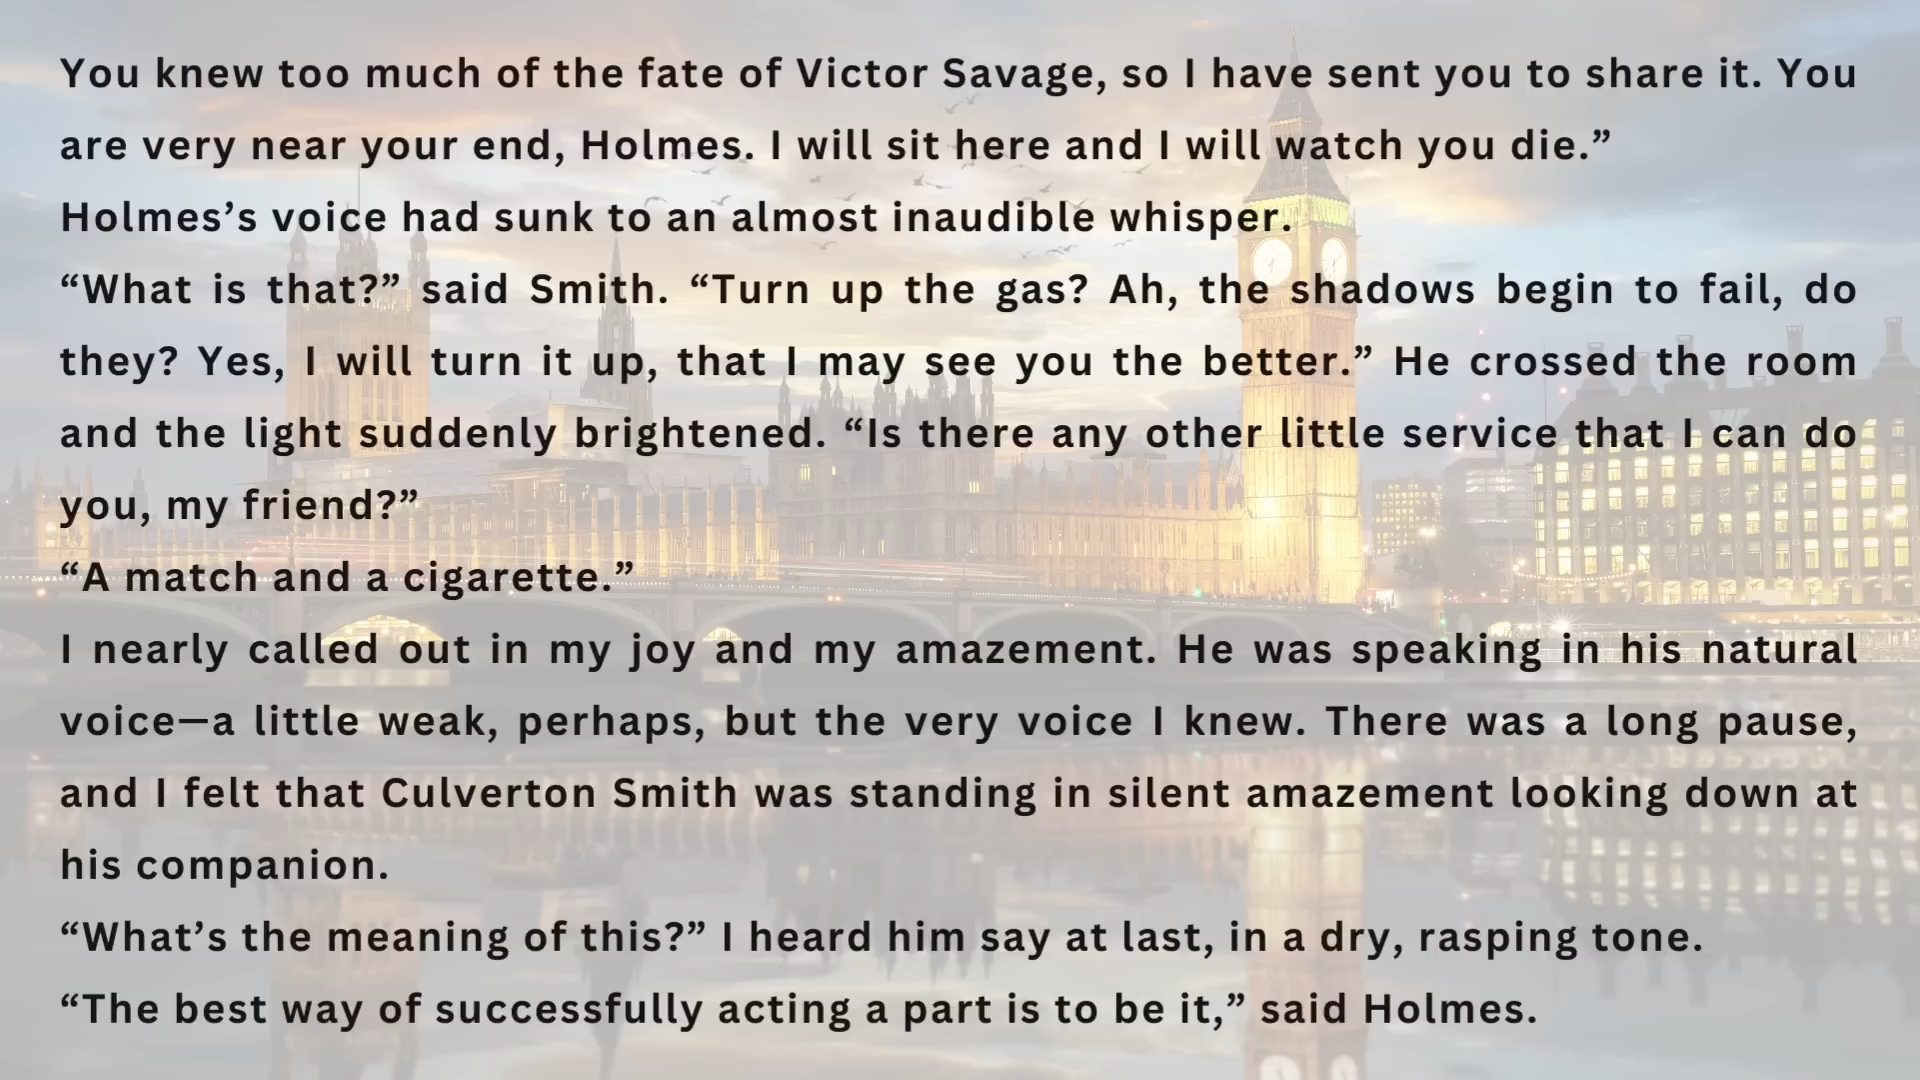 You knew too much of the fate of Victor Savage, so I have sent you to share it. You
are very near your end, Holmes. I will sit here and I will watch you die.”
Holmes’s voice had sunk to an almost inaudible whisper.
“What is that?” said Smith. “Turn up the gas? Ah, the shadows begin to fail, do
they? Yes, I will turn it up, that I may see you the better.” He crossed the room
and the light suddenly brightened. “Is there any other little service that I can do
you, my friend?”
“A match and a cigarette.”
I nearly called out in my joy and my amazement. He was speaking in his natural
voice—a little weak, perhaps, but the very voice I knew. There was a long pause,
and I felt that Culverton Smith was standing in silent amazement looking down at
his companion.
“What’s the meaning of this?” I heard him say at last, in a dry, rasping tone.
“The best way of successfully acting a part is to be it,” said Holmes.